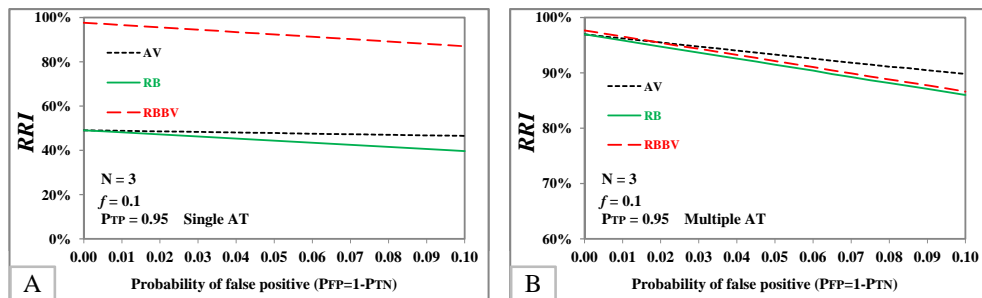 100%
80%
60%
40%
20%
0%
RRI
AV
RB
RBBV
N = 3
f = 0.1
PTP = 0.95 Single AT
0.00 0.01 0.02 0.03 0.04 0.05 0.06 0.07 0.08 0.09 0.10
Probability of false positive (PFP=1-PTN)
A
100%
90%
80%
70%
60%
RRI
AV
RB
RBBV
N = 3
f = 0.1
PTP = 0.95 Multiple AT
0.00 0.01 0.02 0.03 0.04 0.05 0.06 0.07 0.08 0.09 0.10
Probability of false positive (PFP=1-PTN)
B